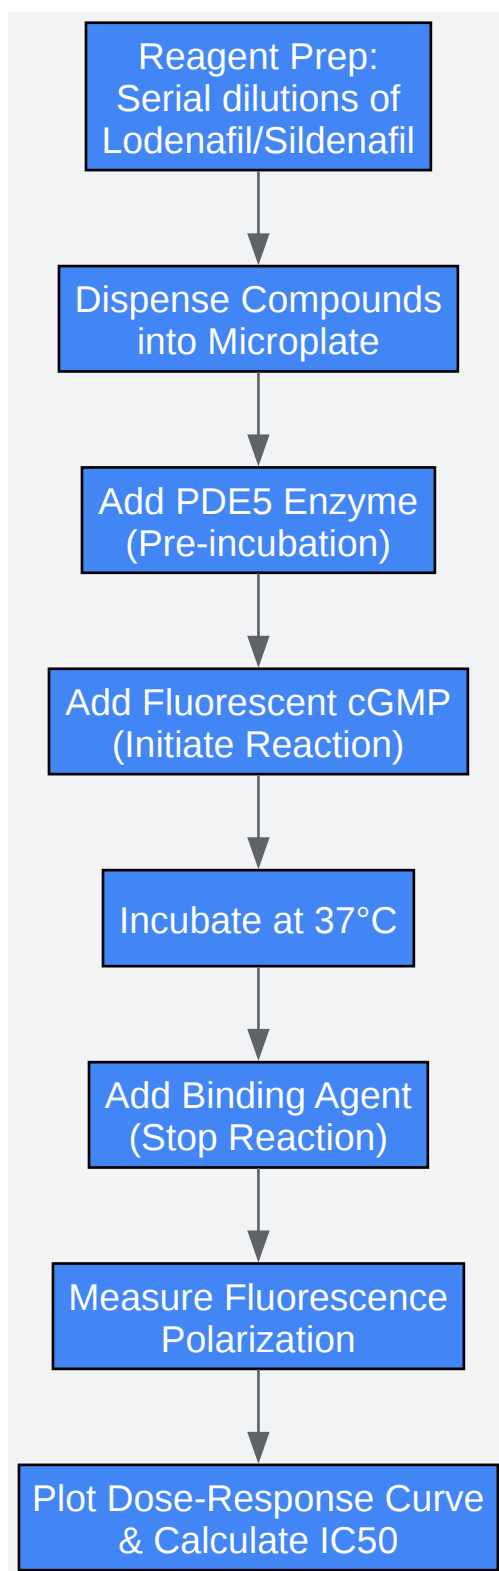 Reagent Prep:
Serial dilutions of
Lodenafil/Sildenafil
Dispense Compounds
into Microplate
Add PDE5 Enzyme
(Pre-incubation)
Add Fluorescent cGMP
(Initiate Reaction)
Incubate at 37°C
Add Binding Agent
(Stop Reaction)
Measure Fluorescence
Polarization
Plot Dose-Response Curve
& Calculate IC50